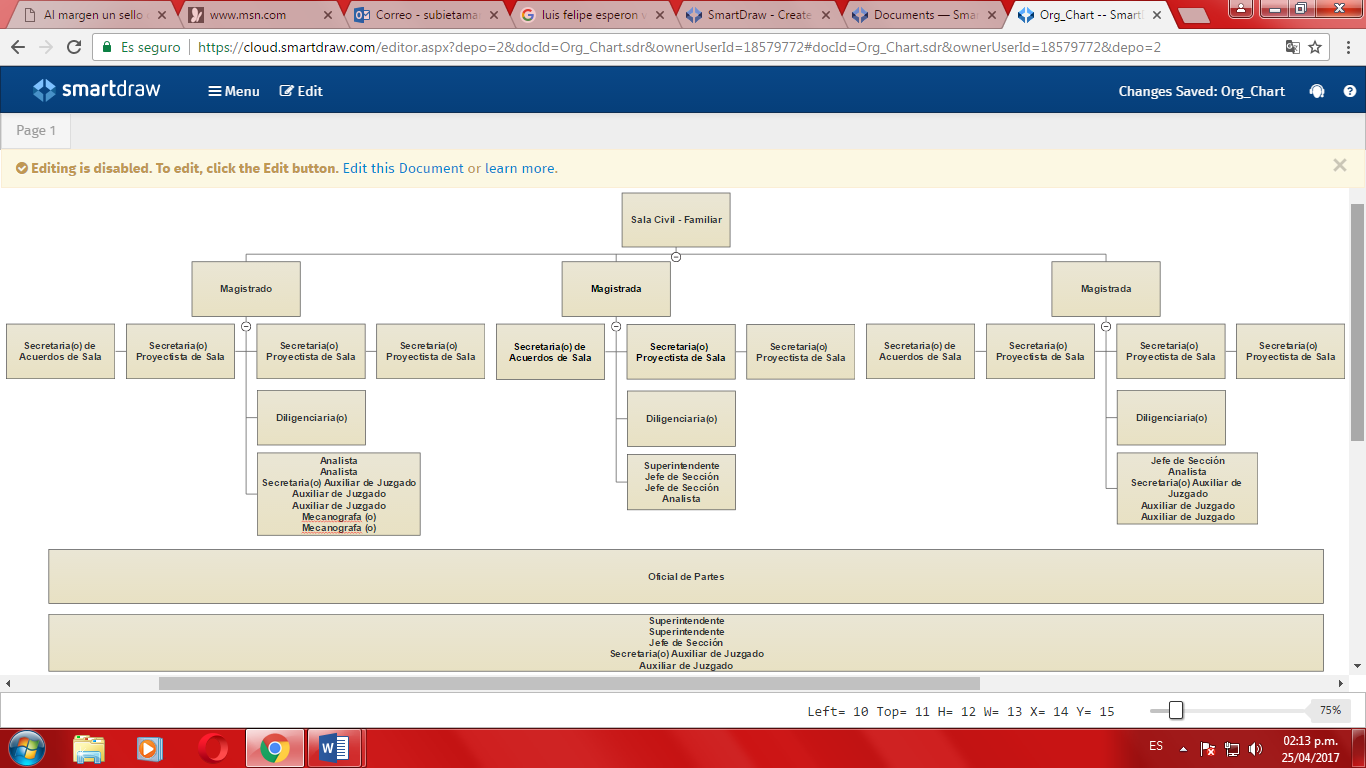 Al margen un sello
www.msn.com
Correo - subietamar
luis felipe esperon v
SmartDraw - Create
Documents — Sma
Org_Chart -- Smart
Es seguro
https://cloud.smartdraw.com/editor.aspx?depo=2&docId=Org_Chart.sdr&ownerUserId=18579772#docId=Org_Chart.sdr&ownerUserId=18579772&depo=2
smartdraw
Menu
Edit
Changes Saved: Org_Chart
Page 1
Editing is disabled. To edit, click the Edit button. Edit this Document or learn more.
Sala Civil - Familiar
Magistrado
Magistrada
Magistrada
Secretaria(o) de
Acuerdos de Sala
Secretaria(o)
Proyectista de Sala
Secretaria(o)
Proyectista de Sala
Secretaria(o)
Proyectista de Sala
Secretaria(o) de
Acuerdos de Sala
Secretaria(o)
Proyectista de Sala
Secretaria(o)
Proyectista de Sala
Secretaria(o) de
Acuerdos de Sala
Secretaria(o)
Proyectista de Sala
Secretaria(o)
Proyectista de Sala
Secretaria(o)
Proyectista de Sala
Diligenciaria(o)
Diligenciaria(o)
Diligenciaria(o)
Analista
Analista
Secretaria(o) Auxiliar de Juzgado
Auxiliar de Juzgado
Auxiliar de Juzgado
Mecanografa (o)
Mecanografa (o)
Superintendente
Jefe de Sección
Jefe de Sección
Analista
Jefe de Sección
Analista
Secretaria(o) Auxiliar de
Juzgado
Auxiliar de Juzgado
Auxiliar de Juzgado
Oficial de Partes
Superintendente
Superintendente
Jefe de Sección
Secretaria(o) Auxiliar de Juzgado
Auxiliar de Juzgado
Left= 10 Top= 11 H= 12 W= 13 X= 14 Y= 15
75%
ES
02:13 p.m.
25/04/2017